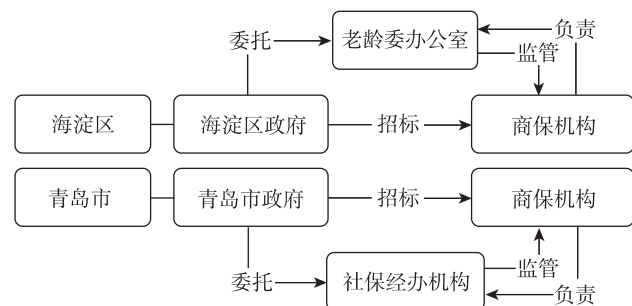 委托
老龄委办公室
负责
监管
海淀区
海淀区政府
招标
商保机构
青岛市
青岛市政府
招标
商保机构
委托
社保经办机构
监管
负责